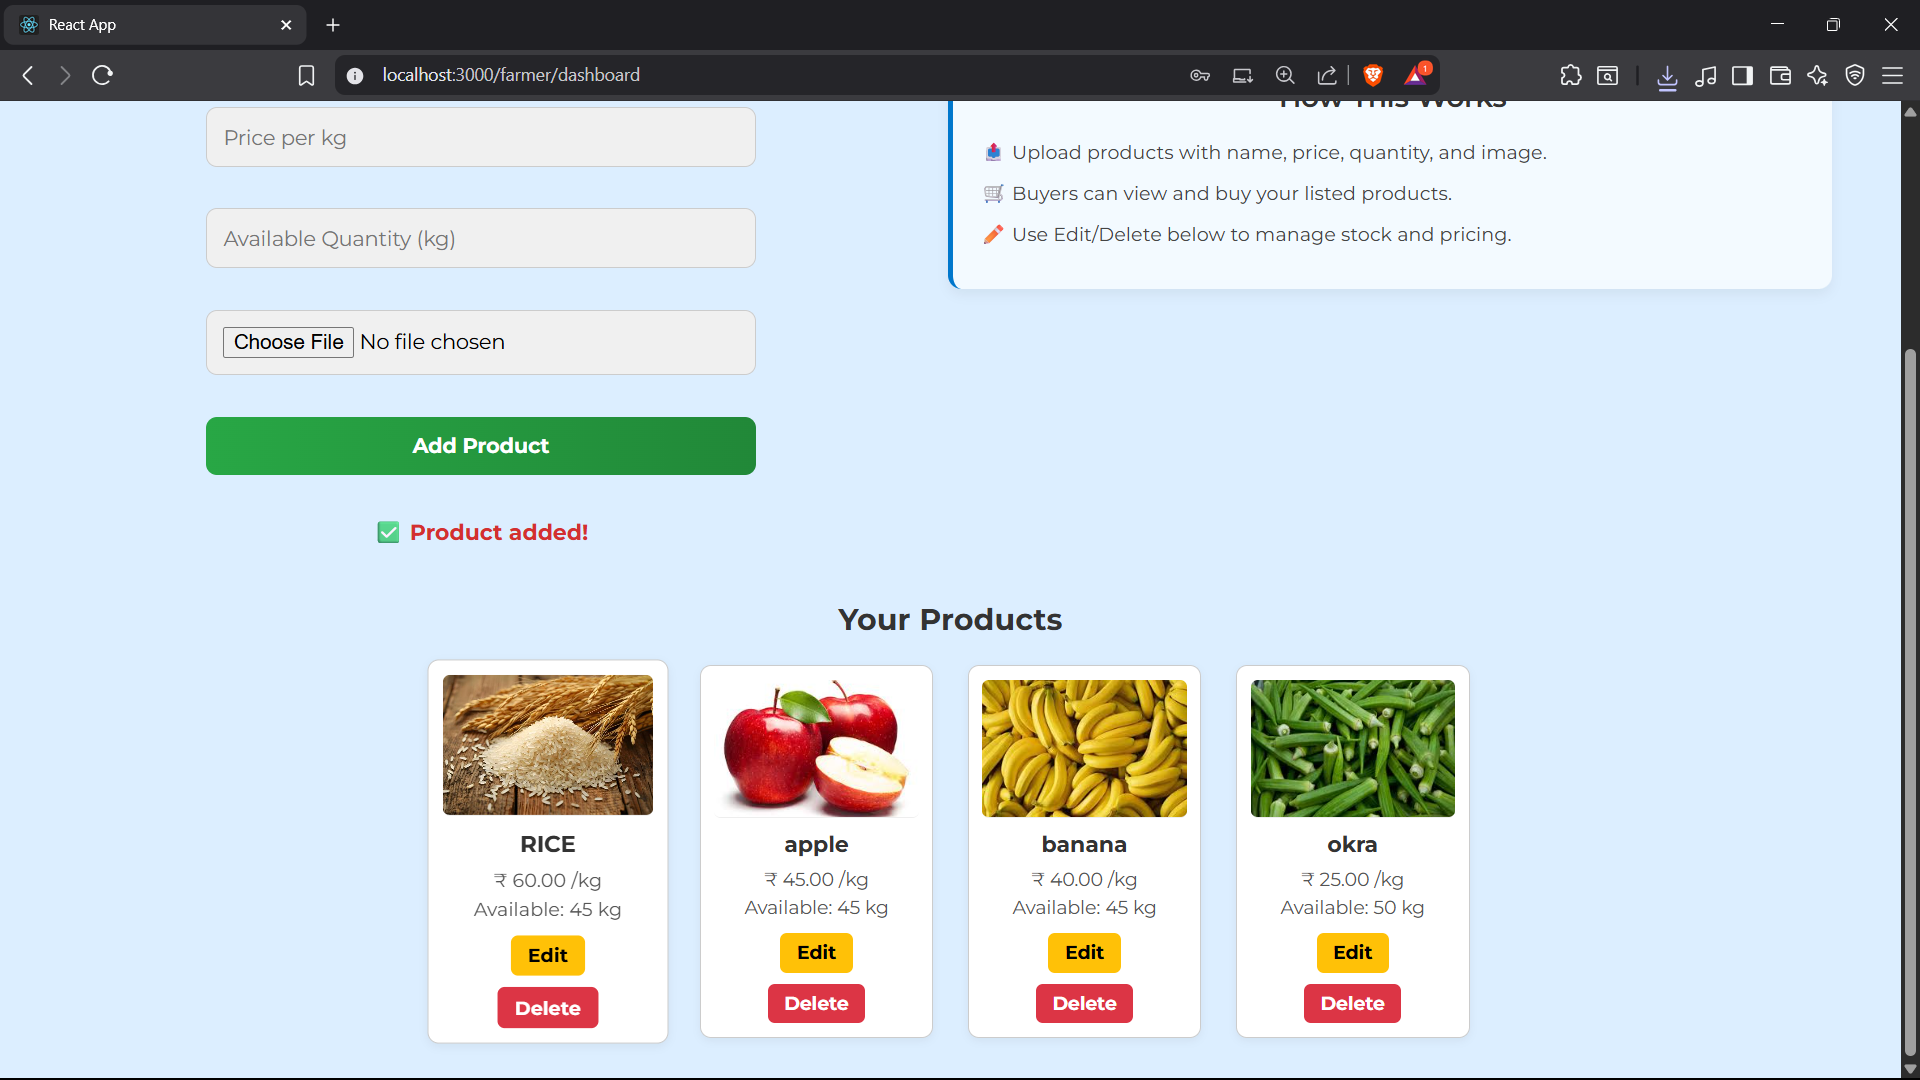 React App
localhost:3000/farmer/dashboard
1
How This Works
Price per kg
Available Quantity (kg)
Choose File No file chosen
Add Product
✅ Product added!
📤 Upload products with name, price, quantity, and image.
🛒 Buyers can view and buy your listed products.
✏️ Use Edit/Delete below to manage stock and pricing.
Your Products
RICE
₹ 60.00 /kg
Available: 45 kg
Edit
Delete
apple
₹ 45.00 /kg
Available: 45 kg
Edit
Delete
banana
₹ 40.00 /kg
Available: 45 kg
Edit
Delete
okra
₹ 25.00 /kg
Available: 50 kg
Edit
Delete